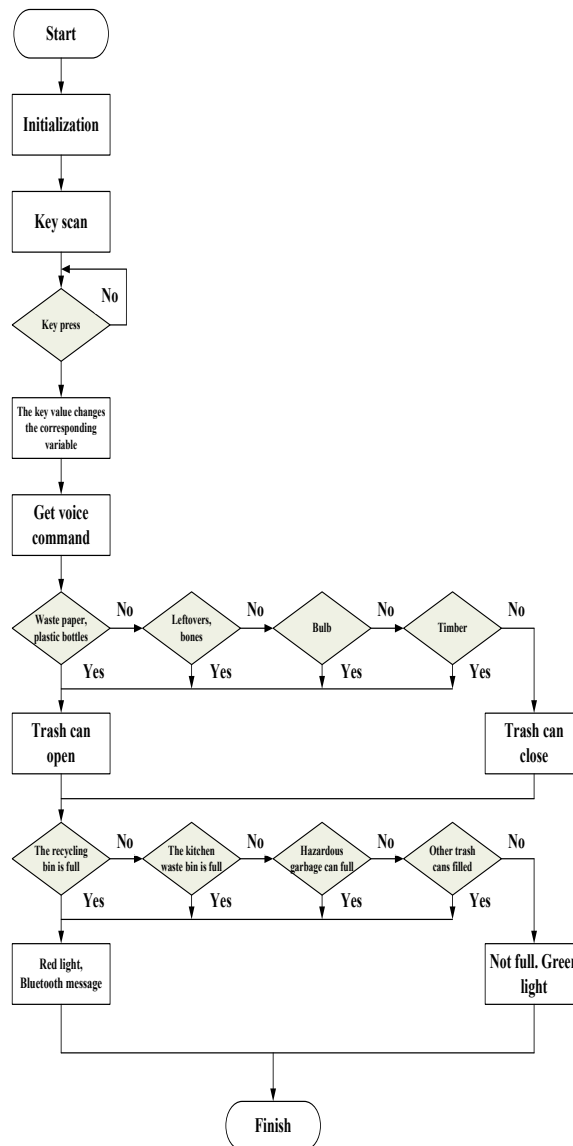 Start
Initialization
Key scan
No
Key press
The key value changes
the corresponding
variable
Get voice
command
Waste paper,
plastic bottles
No
Leftovers,
bones
No
Bulb
No
Timber
No
Yes
Yes
Yes
Yes
Trash can
open
Trash can
close
The recycling
bin is full
No
The kitchen
waste bin is full
No
Hazardous
garbage can full
No
Other trash
cans filled
No
Yes
Yes
Yes
Yes
Red light,
Bluetooth message
Not full. Green
light
Finish